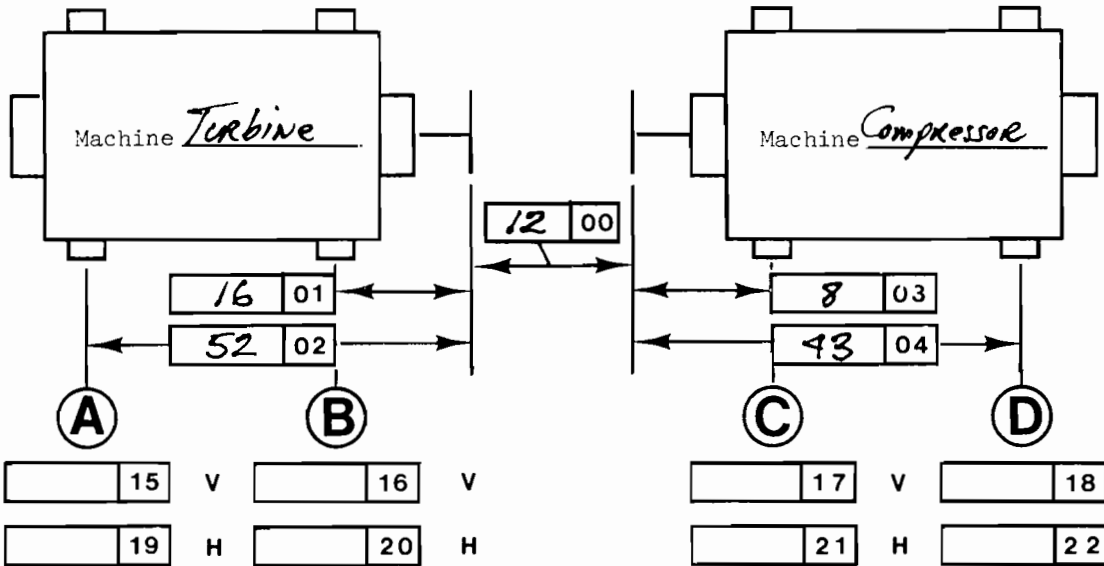 Machine Turbine Machine Compressor
12 00
16 01 8 03
52 02 43 04
A B C D
15 V 16 V 17 V 18
19 H 20 H 21 H 22